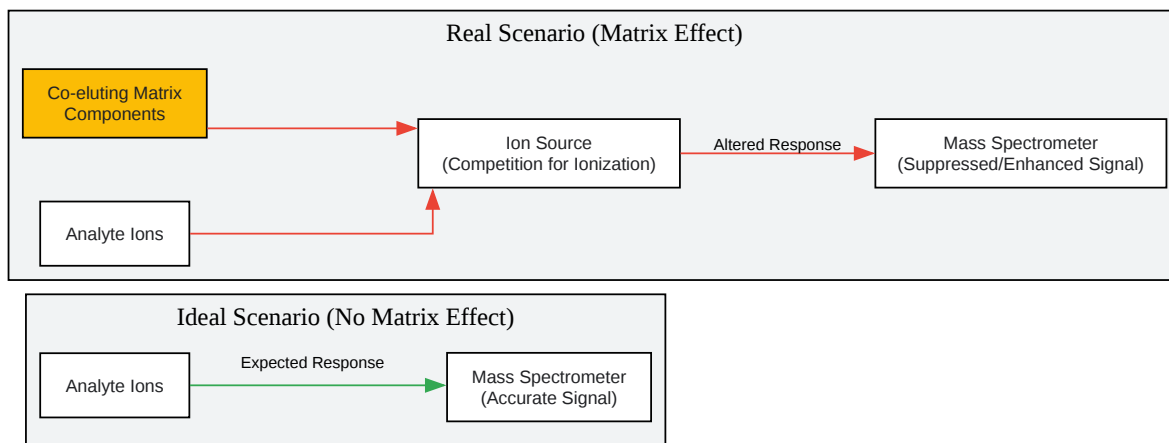 Real Scenario (Matrix Effect)
Co-eluting Matrix
Components
Ion Source
(Competition for Ionization)
Altered Response
Mass Spectrometer
(Suppressed/Enhanced Signal)
Analyte Ions
Ideal Scenario (No Matrix Effect)
Analyte Ions
Expected Response
Mass Spectrometer
(Accurate Signal)